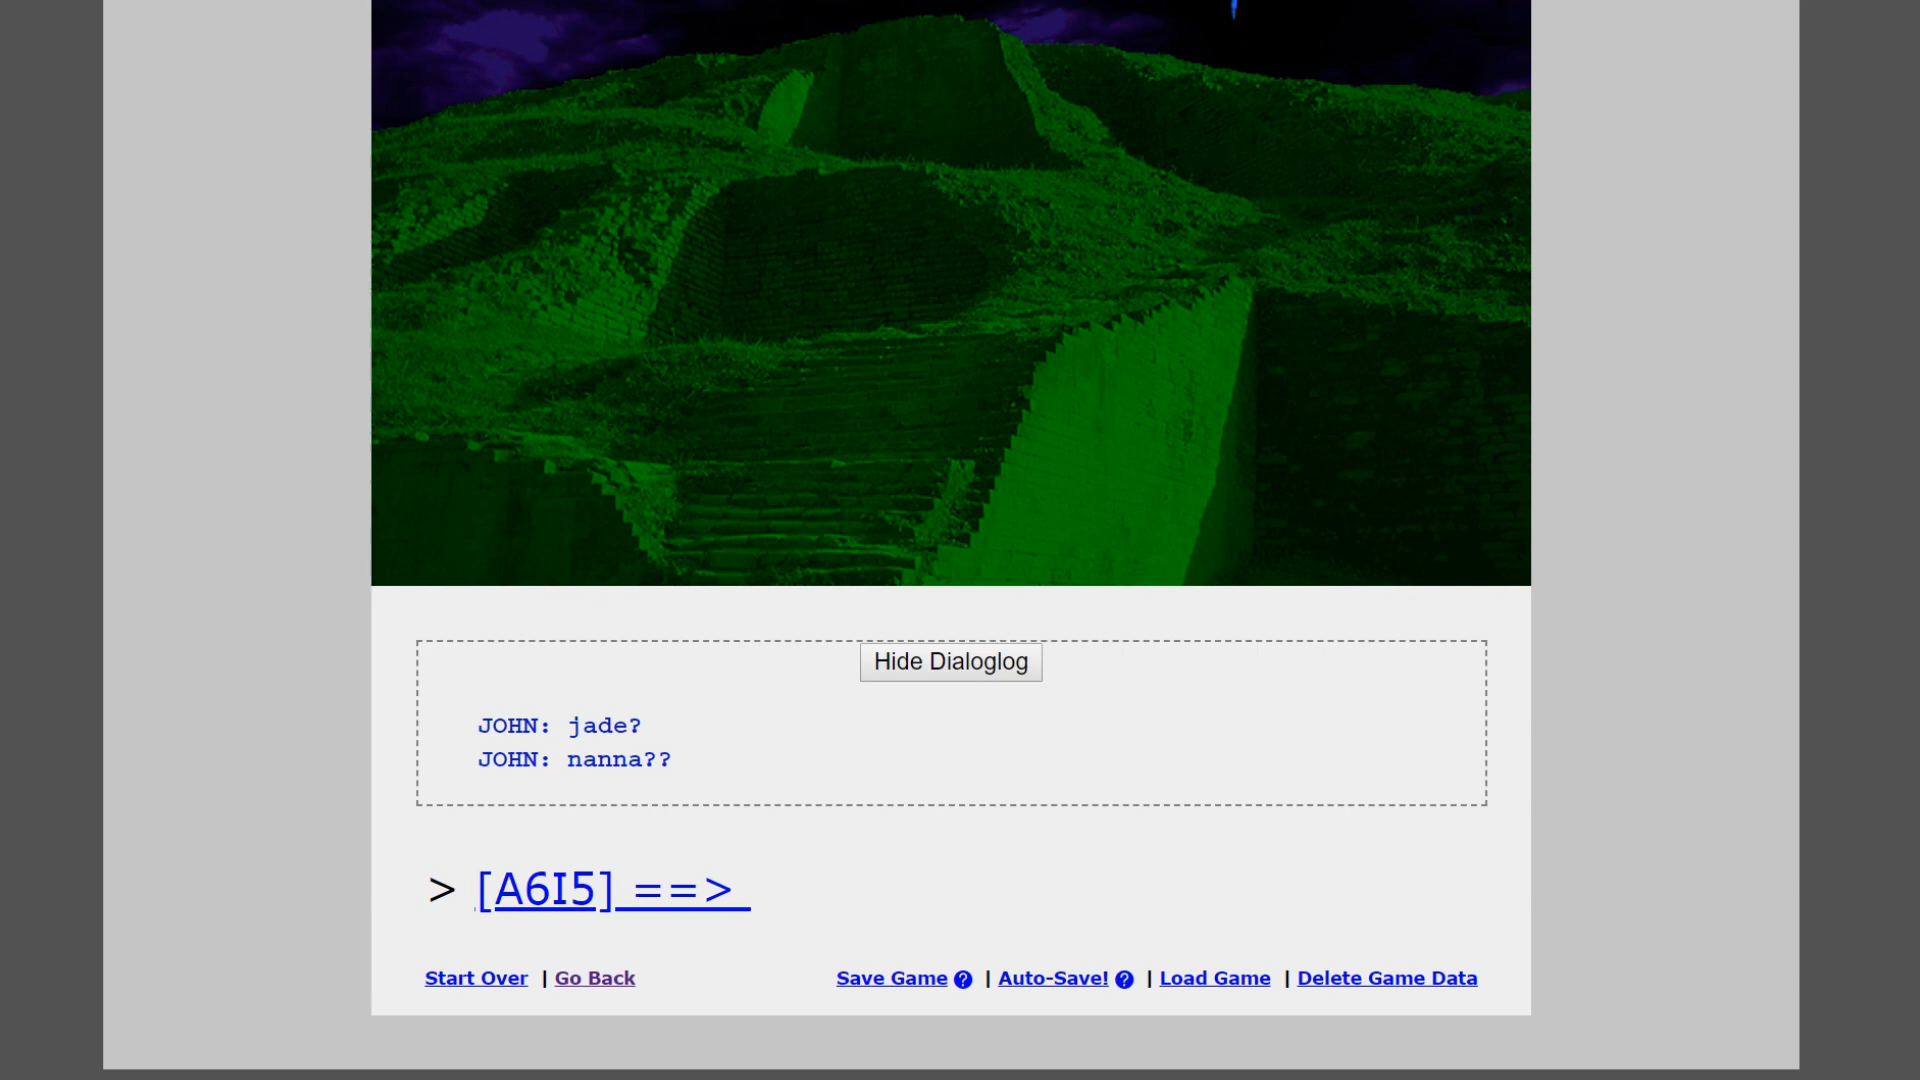 Hide Dialoglog
JOHN: jade?
JOHN: nanna??
> [A6I5] ==>
Start Over | Go Back
Save Game ? | Auto-Save! ? | Load Game | Delete Game Data